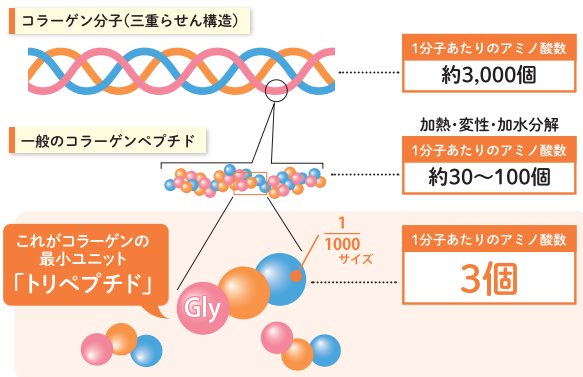 コラーゲン分子(三重らせん構造)
1分子あたりのアミノ酸数
約3,000個
一般のコラーゲンペプチド
加熱・変性・加水分解
1分子あたりのアミノ酸数
約30〜100個
これがコラーゲンの
最小ユニット
「トリペプチド」
1
1000
サイズ
Gly
1分子あたりのアミノ酸数
3個